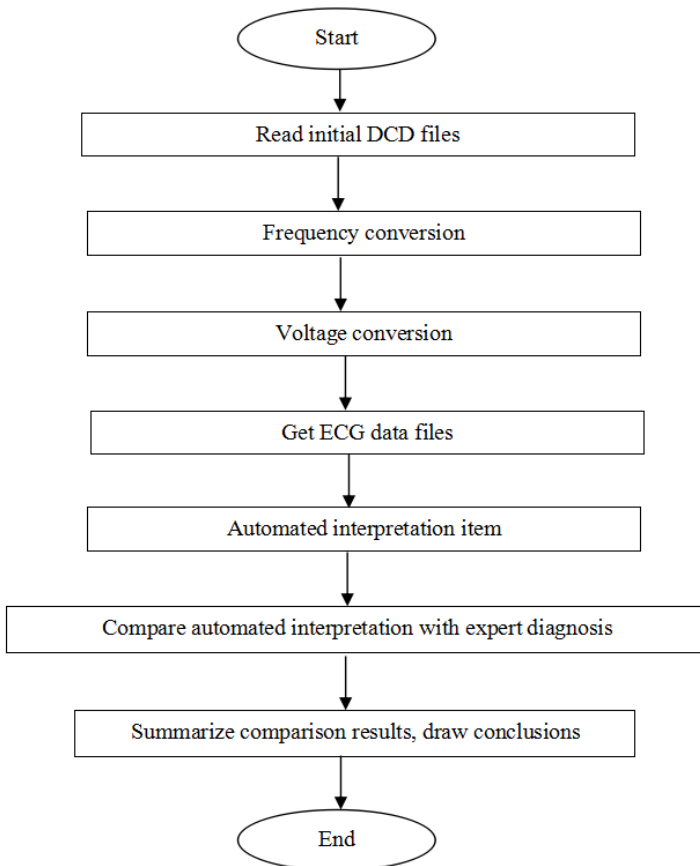 Start
Read initial DCD files
Frequency conversion
Voltage conversion
Get ECG data files
Automated interpretation item
Compare automated interpretation with expert diagnosis
Summarize comparison results, draw conclusions
End